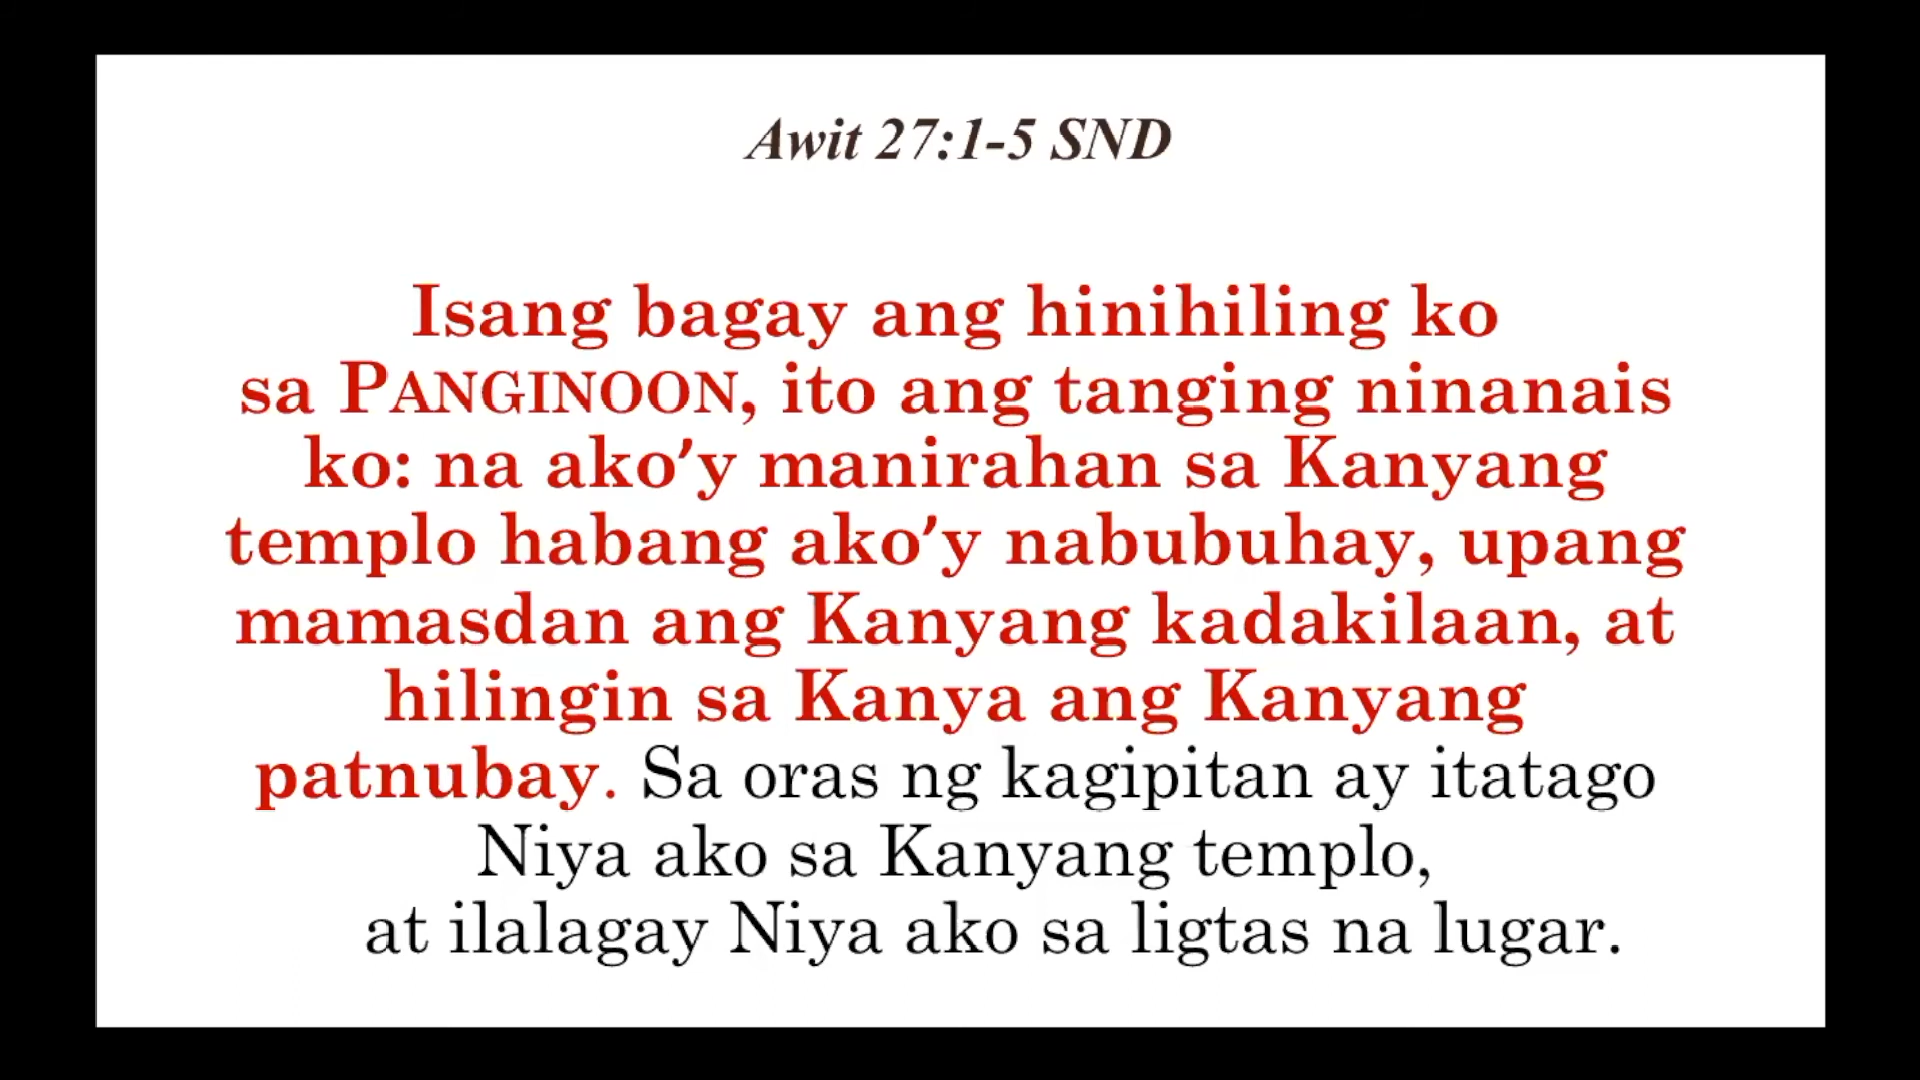 Awit 27:1-5 SND
Isang bagay ang hinihiling ko
sa PANGINOON, ito ang tanging ninanais
ko: na ako’y manirahan sa Kanyang
templo habang ako’y nabubuhay, upang
mamasdan ang Kanyang kadakilaan, at
hilingin sa Kanya ang Kanyang
patnubay. Sa oras ng kagipitan ay itatago
Niya ako sa Kanyang templo,
at ilalagay Niya ako sa ligtas na lugar.